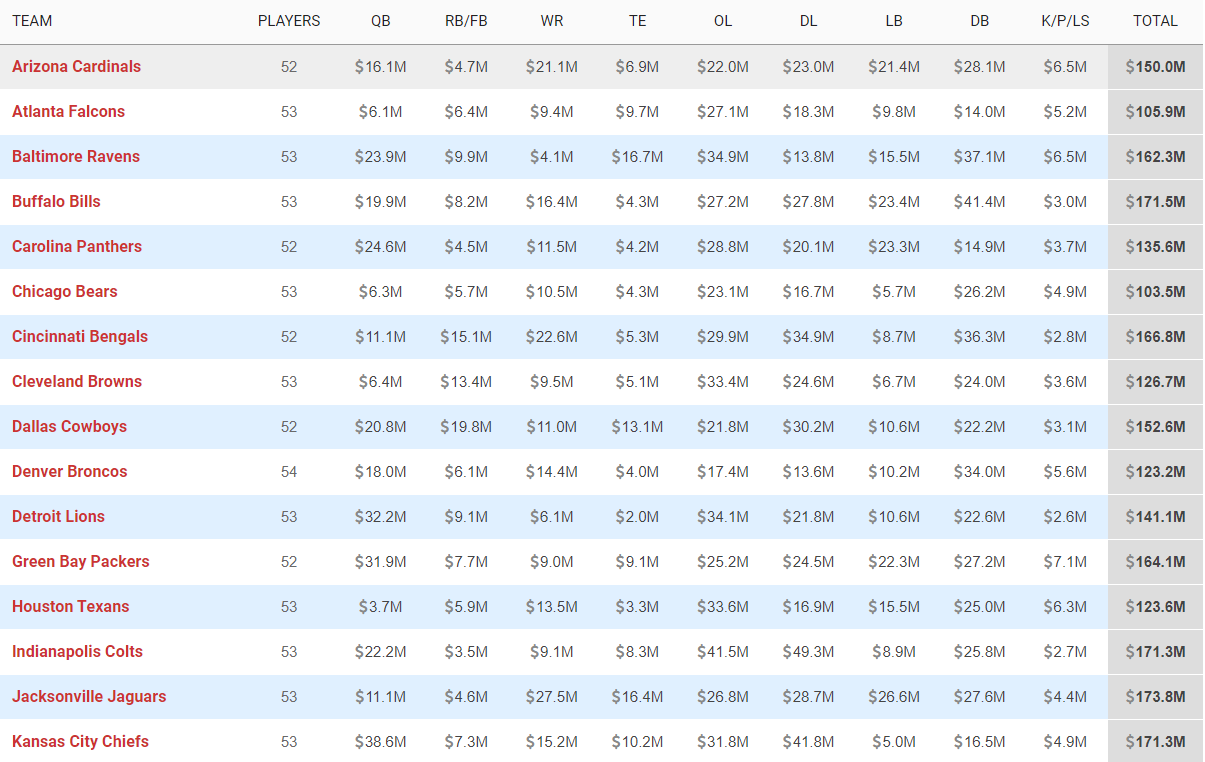 TEAM PLAYERS QB RB/FB WR TE OL DL LB DB K/P/LS TOTAL
Arizona Cardinals 52 $16.1M $4.7M $21.1M $6.9M $22.0M $23.0M $21.4M $28.1M $6.5M $150.0M
Atlanta Falcons 53 $6.1M $6.4M $9.4M $9.7M $27.1M $18.3M $9.8M $14.0M $5.2M $105.9M
Baltimore Ravens 53 $23.9M $9.9M $4.1M $16.7M $34.9M $13.8M $15.5M $37.1M $6.5M $162.3M
Buffalo Bills 53 $19.9M $8.2M $16.4M $4.3M $27.2M $27.8M $23.4M $41.4M $3.0M $171.5M
Carolina Panthers 52 $24.6M $4.5M $11.5M $4.2M $28.8M $20.1M $23.3M $14.9M $3.7M $135.6M
Chicago Bears 53 $6.3M $5.7M $10.5M $4.3M $23.1M $16.7M $5.7M $26.2M $4.9M $103.5M
Cincinnati Bengals 52 $11.1M $15.1M $22.6M $5.3M $29.9M $34.9M $8.7M $36.3M $2.8M $166.8M
Cleveland Browns 53 $6.4M $13.4M $9.5M $5.1M $33.4M $24.6M $6.7M $24.0M $3.6M $126.7M
Dallas Cowboys 52 $20.8M $19.8M $11.0M $13.1M $21.8M $30.2M $10.6M $22.2M $3.1M $152.6M
Denver Broncos 54 $18.0M $6.1M $14.4M $4.0M $17.4M $13.6M $10.2M $34.0M $5.6M $123.2M
Detroit Lions 53 $32.2M $9.1M $6.1M $2.0M $34.1M $21.8M $10.6M $22.6M $2.6M $141.1M
Green Bay Packers 52 $31.9M $7.7M $9.0M $9.1M $25.2M $24.5M $22.3M $27.2M $7.1M $164.1M
Houston Texans 53 $3.7M $5.9M $13.5M $3.3M $33.6M $16.9M $15.5M $25.0M $6.3M $123.6M
Indianapolis Colts 53 $22.2M $3.5M $9.1M $8.3M $41.5M $49.3M $8.9M $25.8M $2.7M $171.3M
Jacksonville Jaguars 53 $11.1M $4.6M $27.5M $16.4M $26.8M $28.7M $26.6M $27.6M $4.4M $173.8M
Kansas City Chiefs 53 $38.6M $7.3M $15.2M $10.2M $31.8M $41.8M $5.0M $16.5M $4.9M $171.3M